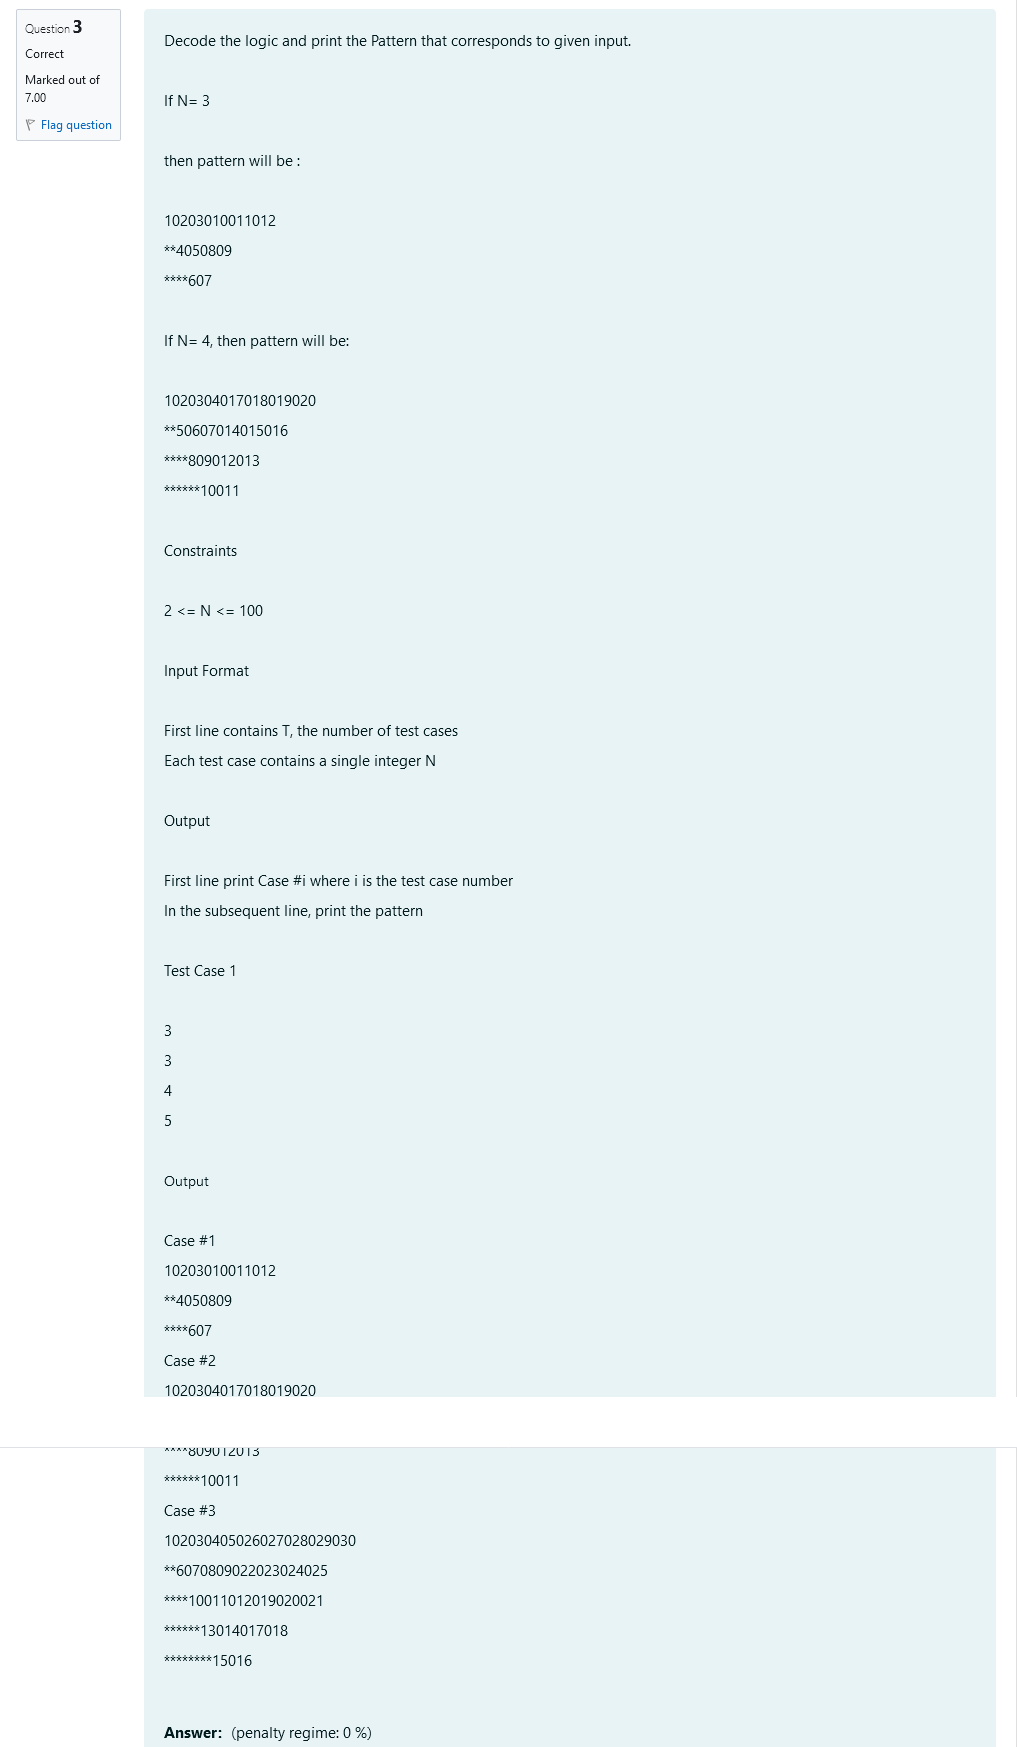 Question 3
Correct
Marked out of
7.00
Flag question
Decode the logic and print the Pattern that corresponds to given input.
If N= 3
then pattern will be :
10203010011012
**4050809
****607
If N= 4, then pattern will be:
1020304017018019020
**50607014015016
****809012013
******10011
Constraints
2 <= N <= 100
Input Format
First line contains T, the number of test cases
Each test case contains a single integer N
Output
First line print Case #i where i is the test case number
In the subsequent line, print the pattern
Test Case 1
3
3
4
5
Output
Case #1
10203010011012
**4050809
****607
Case #2
1020304017018019020
****809012013
******10011
Case #3
102030405026027028029030
**6070809022023024025
****10011012019020021
******13014017018
********15016
Answer: (penalty regime: 0 %)